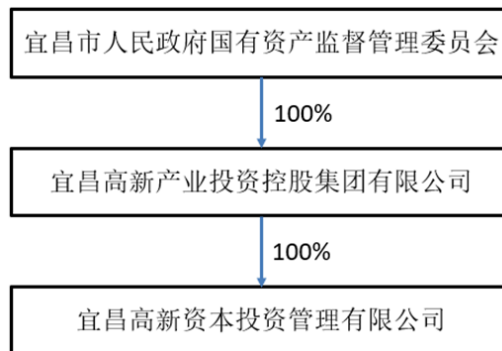 宜昌市人民政府国有资产监督管理委员会
100%
宜昌高新产业投资控股集团有限公司
100%
宜昌高新资本投资管理有限公司